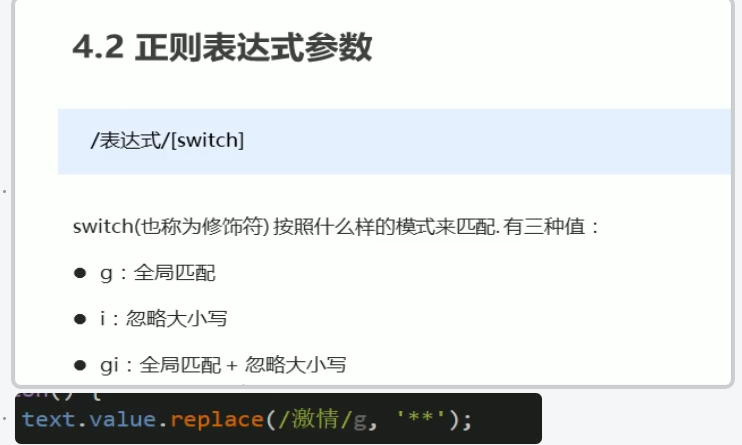 4.2 正则表达式参数
/表达式/[switch]
switch(也称为修饰符) 按照什么样的模式来匹配. 有三种值：
● g：全局匹配
● i：忽略大小写
● gi：全局匹配 + 忽略大小写
text.value.replace(/激情/g, '**');